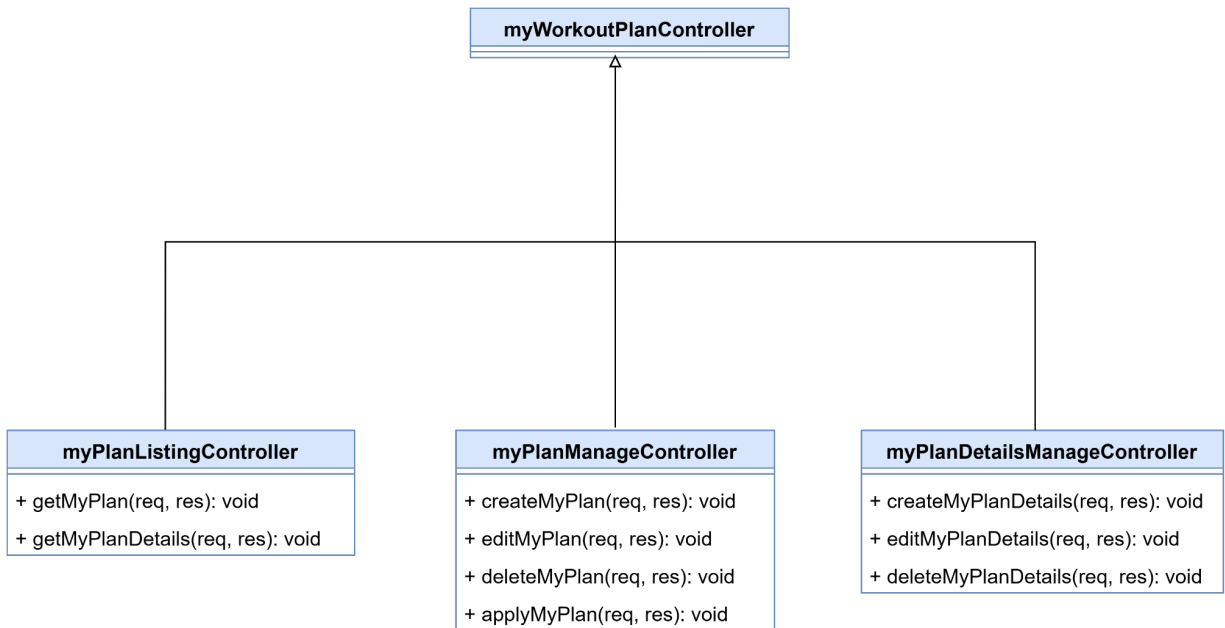 myWorkoutPlanController
myPlanListingController
+ getMyPlan(req, res): void
+ getMyPlanDetails(req, res): void
myPlanManageController
+ createMyPlan(req, res): void
+ editMyPlan(req, res): void
+ deleteMyPlan(req, res): void
+ applyMyPlan(req, res): void
myPlanDetailsManageController
+ createMyPlanDetails(req, res): void
+ editMyPlanDetails(req, res): void
+ deleteMyPlanDetails(req, res): void